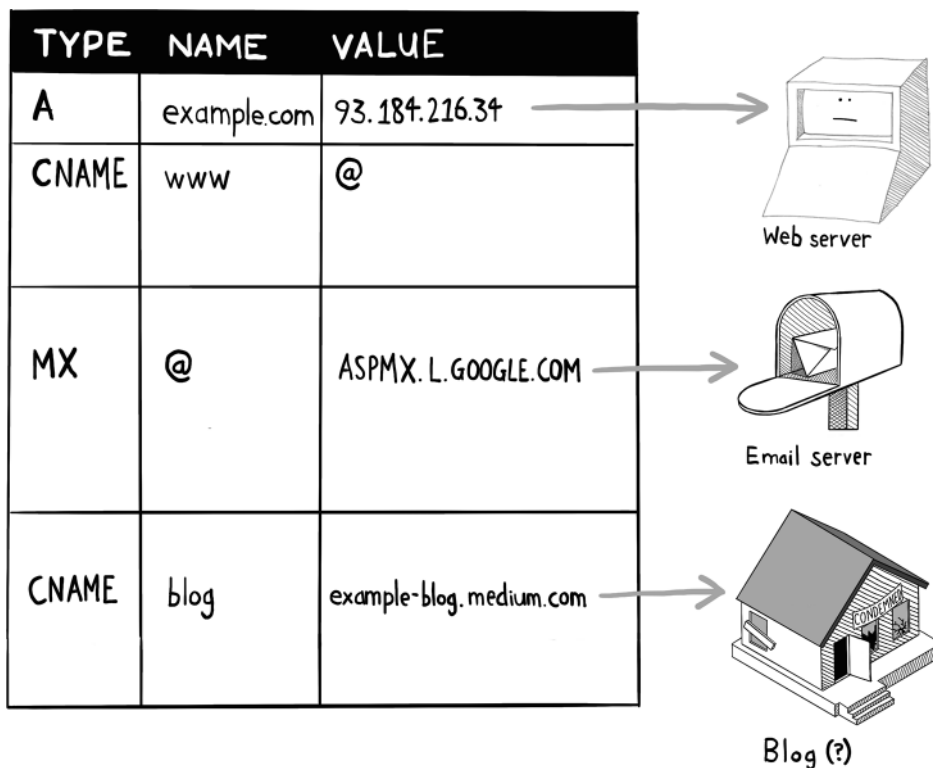 TYPE NAME VALUE
A example.com 93.184.216.34
Web server
CNAME www @
MX @ ASPMX.L.GOOGLE.COM
Email server
CNAME blog example-blog.medium.com
CONDEMNED
Blog (?)